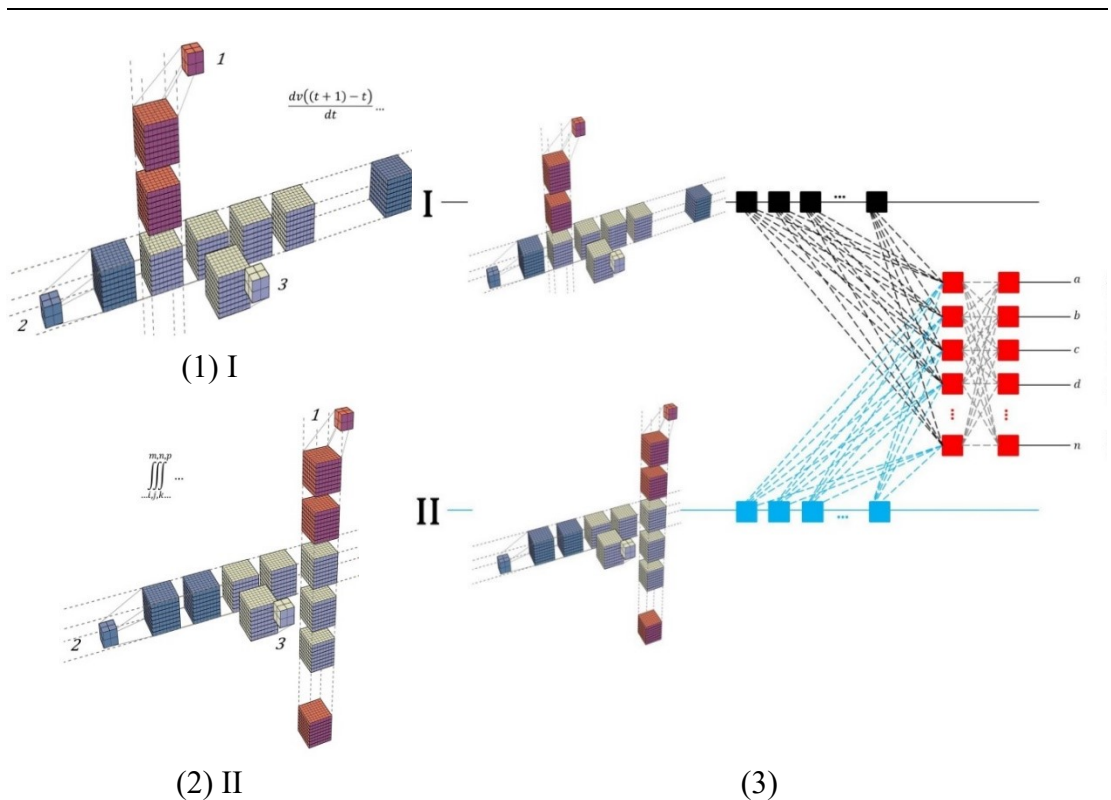 1
dv((t + 1) − t)
dt
...
2
3
(1) I
1
m,n,p
∭ ...
...i,j,k...
2
3
(2) II
I
...
a
b
c
d
...
...
n
II
...
(3)